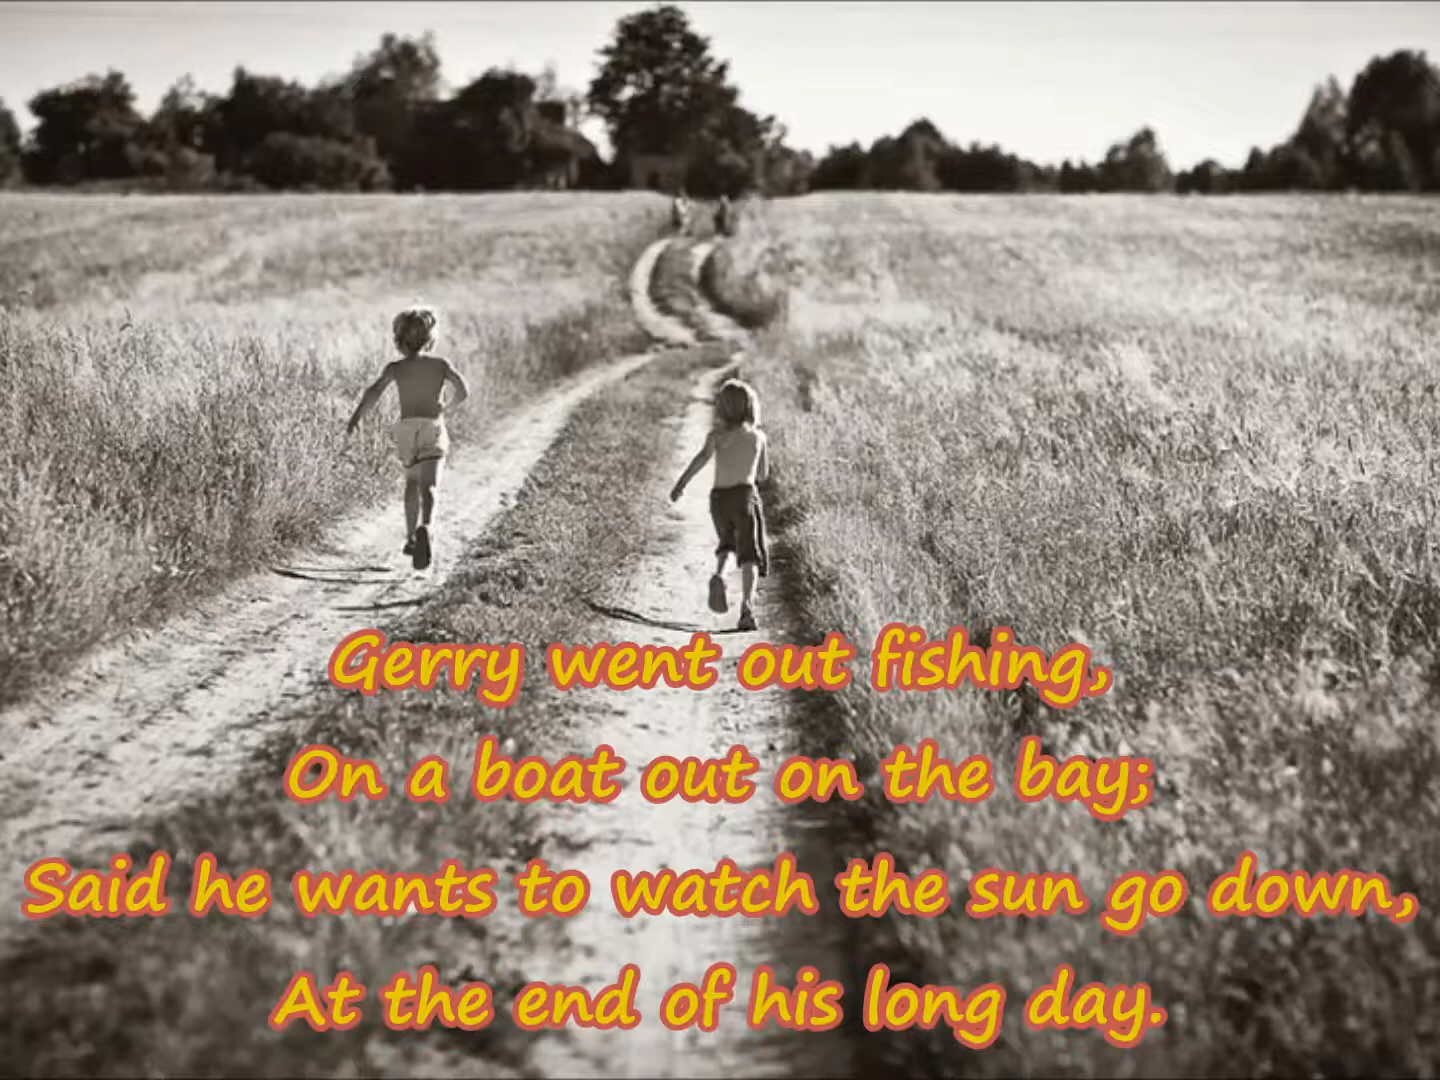 Gerry went out fishing,
On a boat out on the bay;
Said he wants to watch the sun go down,
At the end of his long day.